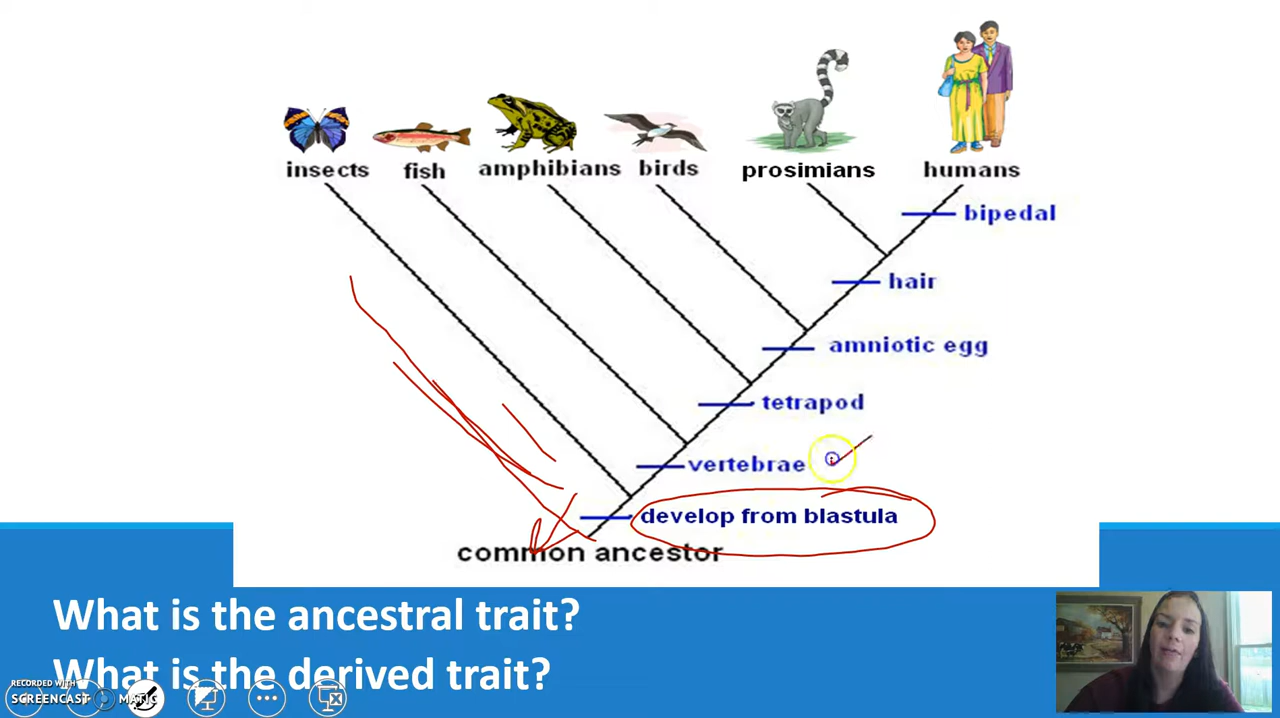 insects fish amphibians birds prosimians humans
bipedal
hair
amniotic egg
tetrapod
vertebrae
develop from blastula
common ancestor
What is the ancestral trait?
What is the derived trait?
RECORDED WITH
SCREENCAST MATIC